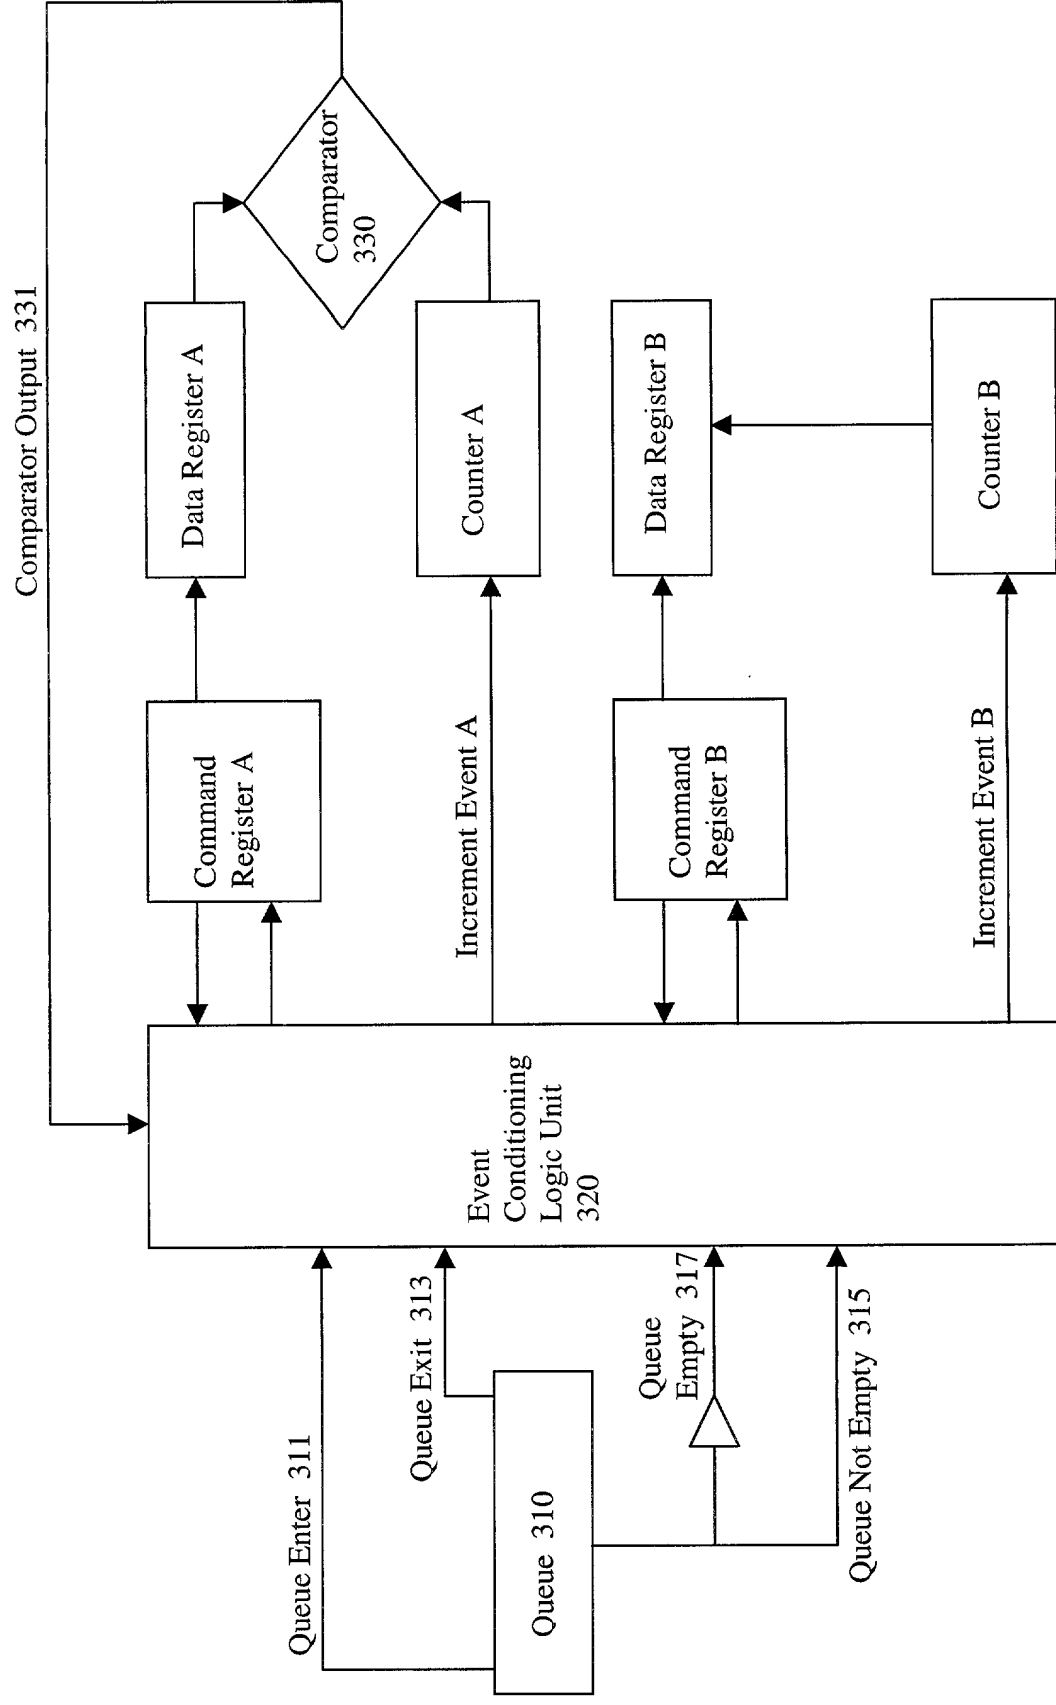 Comparator Output 331
Data Register A
Comparator
330
Command
Register A
Counter A
Increment Event A
Data Register B
Command
Register B
Counter B
Increment Event B
Event
Conditioning
Logic Unit
320
Queue Enter 311
Queue Exit 313
Queue 310
Queue
Empty 317
Queue Not Empty 315